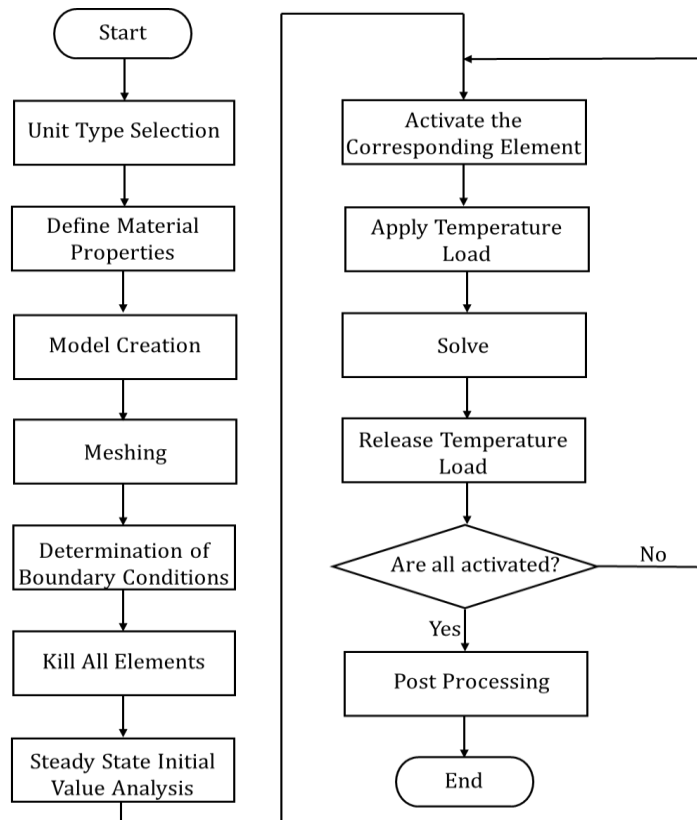 Start
Unit Type Selection
Define Material
Properties
Model Creation
Meshing
Determination of
Boundary Conditions
Kill All Elements
Steady State Initial
Value Analysis
Activate the
Corresponding Element
Apply Temperature
Load
Solve
Release Temperature
Load
Are all activated?
No
Yes
Post Processing
End